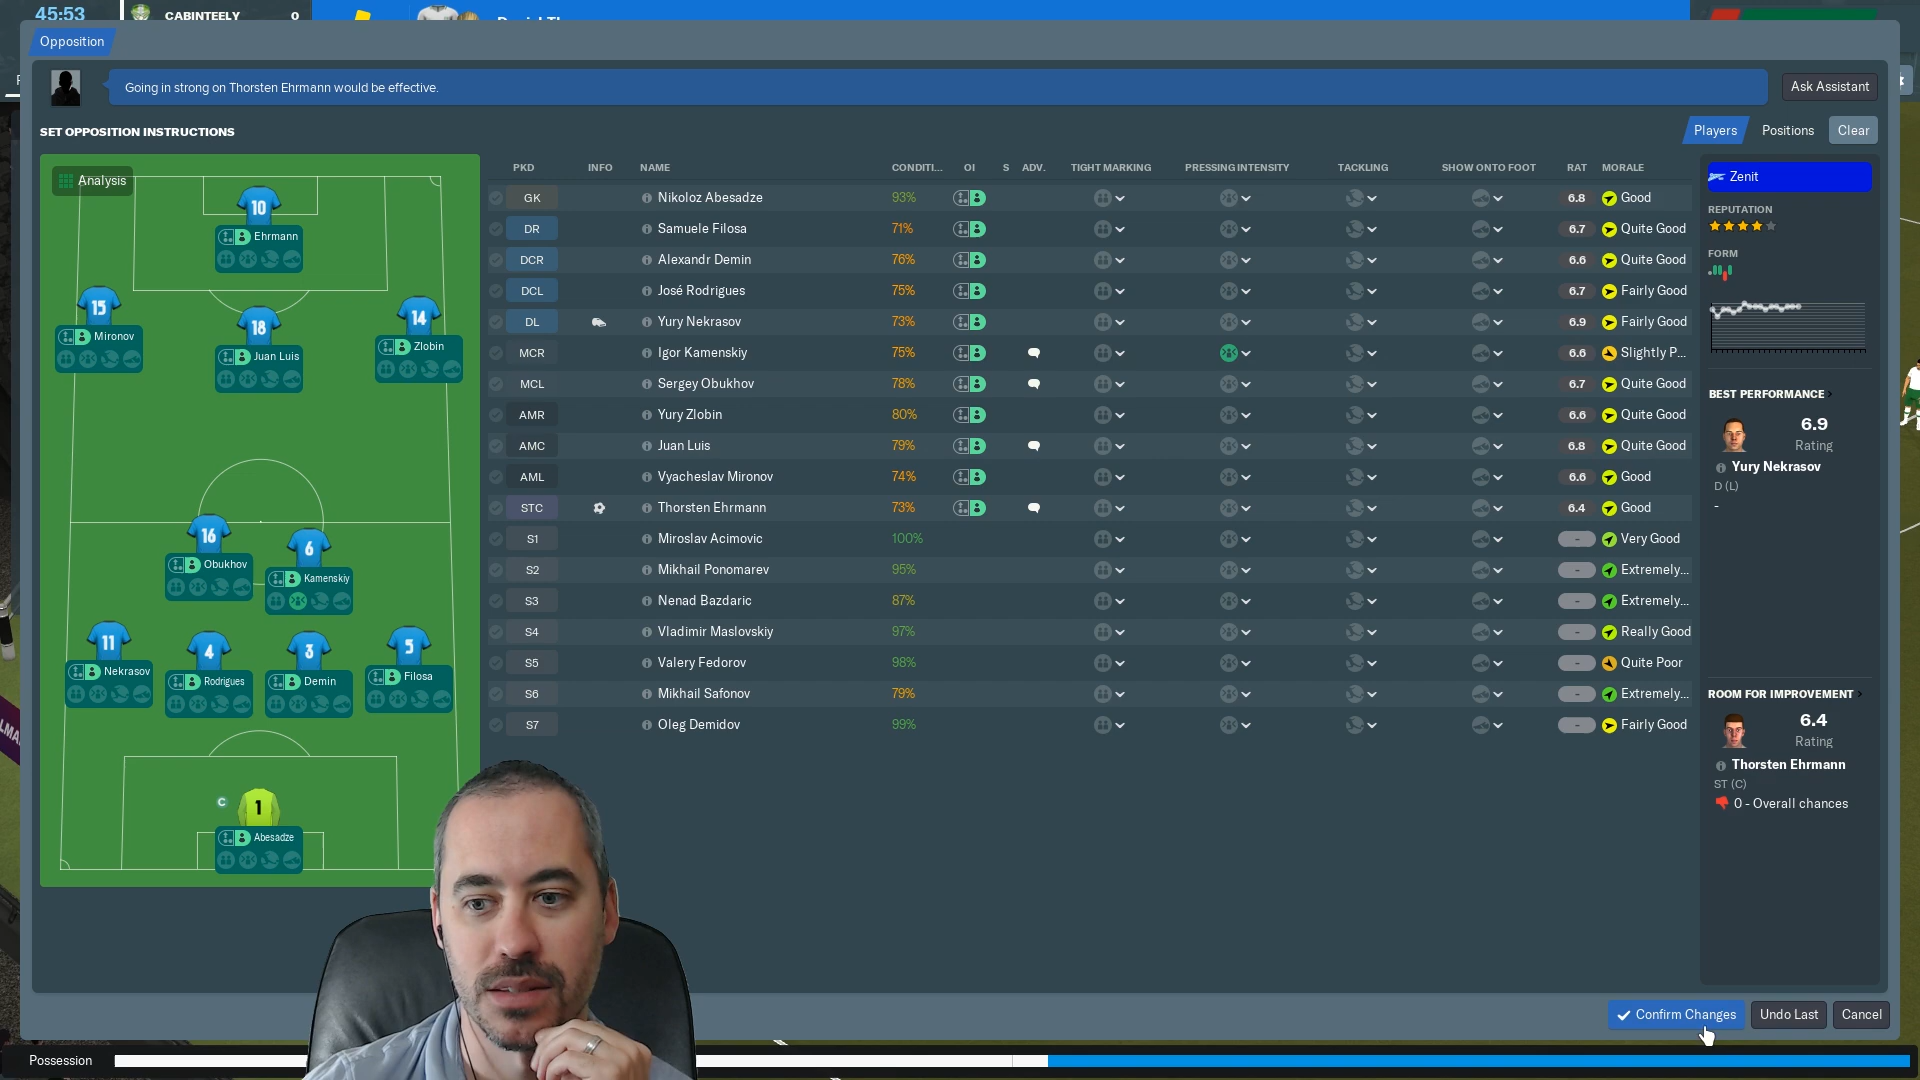 45:53
CABINTEELY 0
Opposition
Going in strong on Thorsten Ehrmann would be effective.
Ask Assistant
SET OPPOSITION INSTRUCTIONS
Players Positions Clear
Analysis
10
Ehrmann
15
Mironov
18
Juan Luis
14
Zlobin
16
Obukhov
6
Kamenskiy
11
Nekrasov
4
Rodrigues
3
Demin
5
Filosa
C
1
Abesadze
PKD INFO NAME CONDITI... OI S ADV. TIGHT MARKING PRESSING INTENSITY TACKLING SHOW ONTO FOOT RAT MORALE
GK Nikoloz Abesadze 93% 6.8 Good
DR Samuele Filosa 71% 6.7 Quite Good
DCR Alexandr Demin 76% 6.6 Quite Good
DCL José Rodrigues 75% 6.7 Fairly Good
DL Yury Nekrasov 73% 6.9 Fairly Good
MCR Igor Kamenskiy 75% 6.6 Slightly P...
MCL Sergey Obukhov 78% 6.7 Quite Good
AMR Yury Zlobin 80% 6.6 Quite Good
AMC Juan Luis 79% 6.8 Quite Good
AML Vyacheslav Mironov 74% 6.6 Good
STC Thorsten Ehrmann 73% 6.4 Good
S1 Miroslav Acimovic 100% - Very Good
S2 Mikhail Ponomarev 95% - Extremely...
S3 Nenad Bazdaric 87% - Extremely...
S4 Vladimir Maslovskiy 97% - Really Good
S5 Valery Fedorov 98% - Quite Poor
S6 Mikhail Safonov 79% - Extremely...
S7 Oleg Demidov 99% - Fairly Good
Zenit
REPUTATION
FORM
BEST PERFORMANCE
6.9
Rating
Yury Nekrasov
D (L)
-
ROOM FOR IMPROVEMENT
6.4
Rating
Thorsten Ehrmann
ST (C)
0 - Overall chances
Confirm Changes Undo Last Cancel
Possession